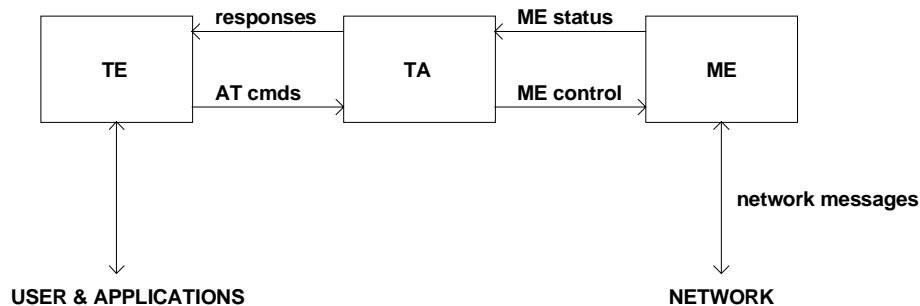 responses
ME status
TE
TA
ME
AT cmds
ME control
network messages
USER & APPLICATIONS
NETWORK